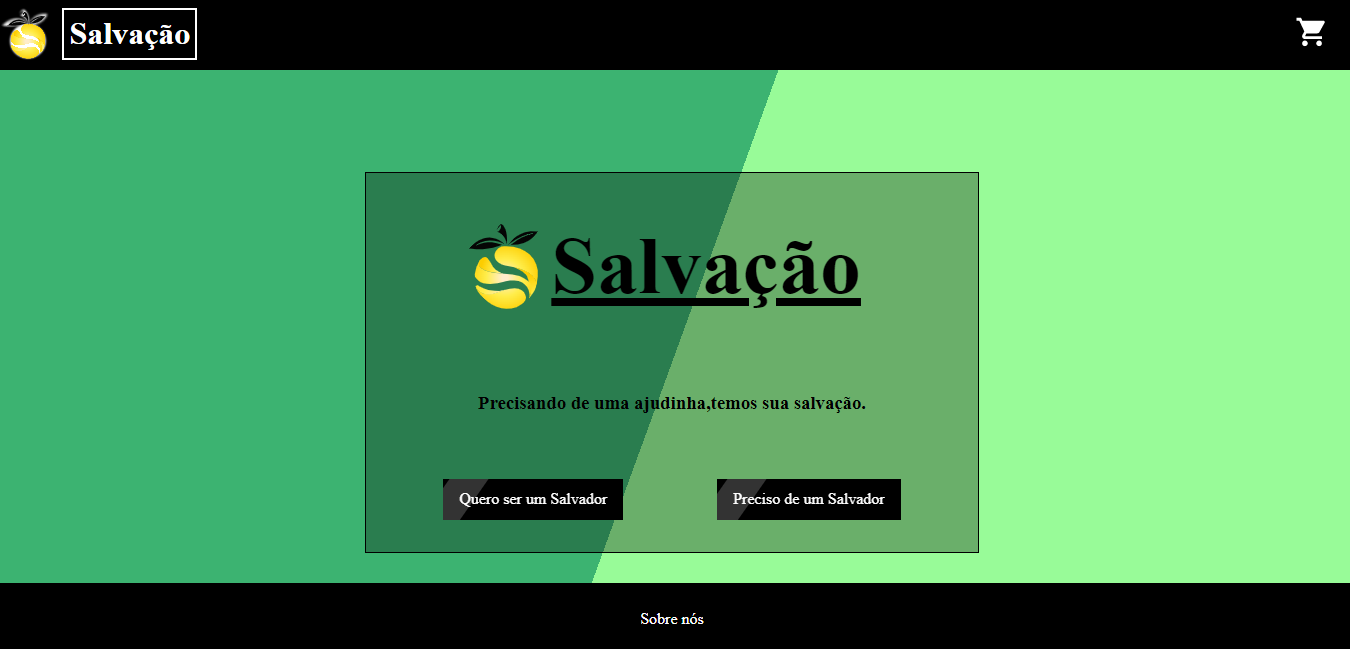 Salvação
Salvação
Precisando de uma ajudinha,temos sua salvação.
Quero ser um Salvador
Preciso de um Salvador
Sobre nós